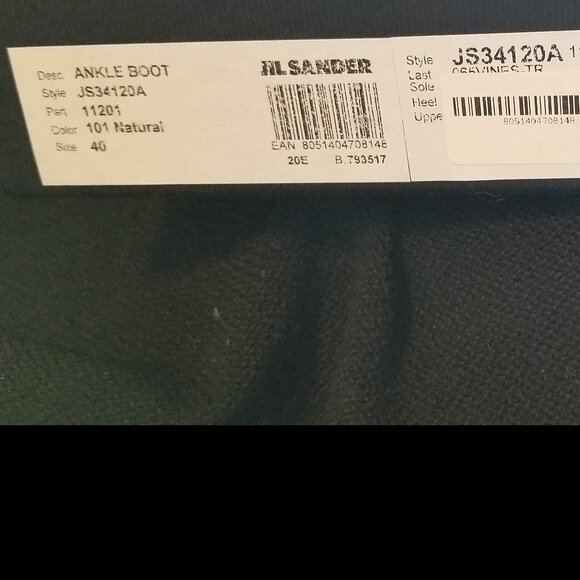 Desc. ANKLE BOOT
Style JS34120A
Part 11201
Color 101 Natural
Size 40
JIL SANDER
EAN 8051404708148
20E B.793517
Style JS34120A
Last
Sole
Heel
Uppe
8051404708148